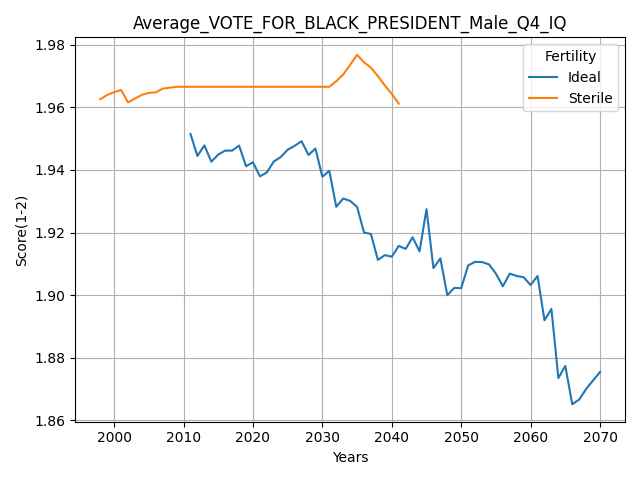 Average_VOTE_FOR_BLACK_PRESIDENT_Male_Q4_IQ
Fertility
Ideal
Sterile
Score(1-2)
1.98
1.96
1.94
1.92
1.90
1.88
1.86
2000 2010 2020 2030 2040 2050 2060 2070
Years